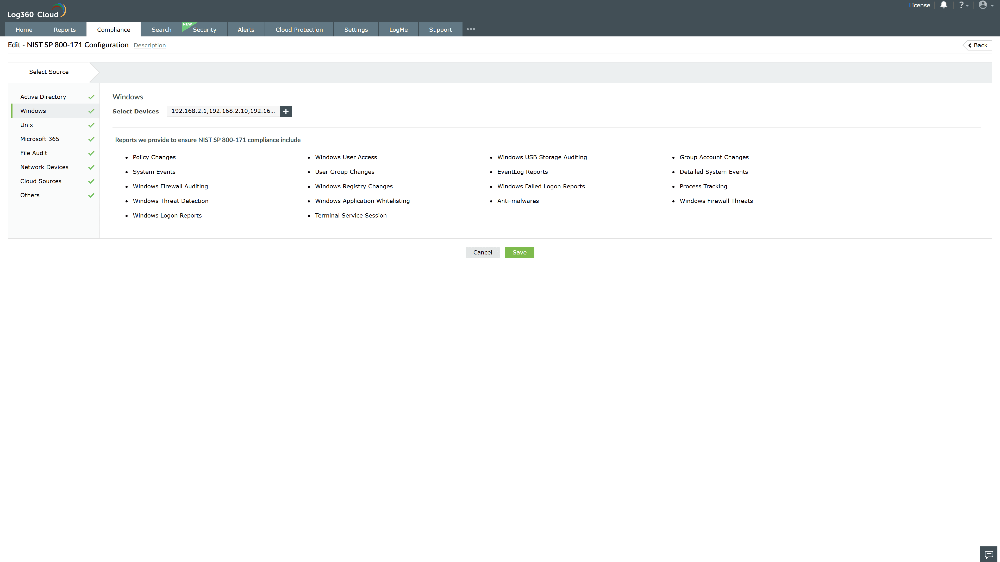 License
Log360 Cloud
Home Reports Compliance Search NEW Security Alerts Cloud Protection Settings LogMe Support
Edit - NIST SP 800-171 Configuration Description Back
Select Source
Active Directory
Windows
Unix
Microsoft 365
File Audit
Network Devices
Cloud Sources
Others
Windows
Select Devices 192.168.2.1,192.168.2.10,192.16...
Reports we provide to ensure NIST SP 800-171 compliance include
Policy Changes Windows User Access Windows USB Storage Auditing Group Account Changes
System Events User Group Changes EventLog Reports Detailed System Events
Windows Firewall Auditing Windows Registry Changes Windows Failed Logon Reports Process Tracking
Windows Threat Detection Windows Application Whitelisting Anti-malwares Windows Firewall Threats
Windows Logon Reports Terminal Service Session
Cancel Save